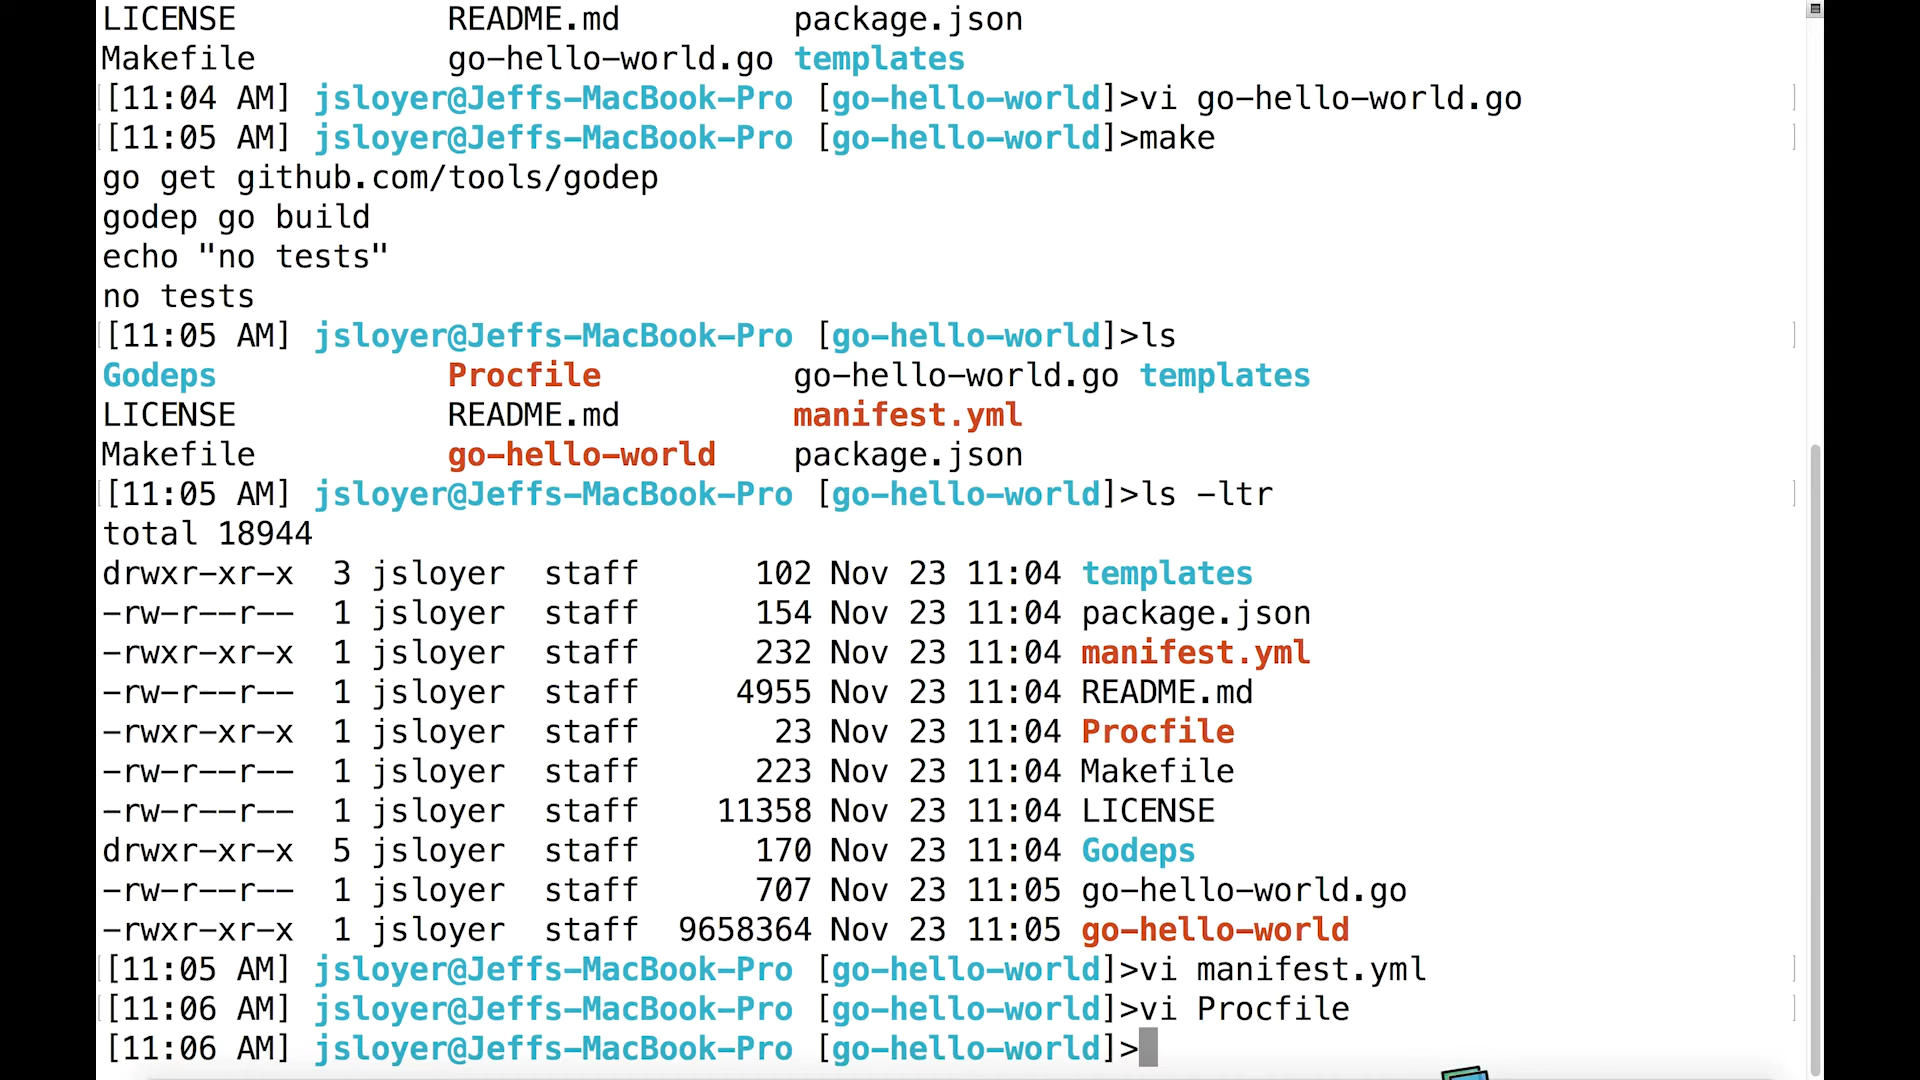 LICENSE README.md package.json
Makefile go-hello-world.go templates
[11:04 AM] jsloyer@Jeffs-MacBook-Pro [go-hello-world]>vi go-hello-world.go
[11:05 AM] jsloyer@Jeffs-MacBook-Pro [go-hello-world]>make
go get github.com/tools/godep
godep go build
echo "no tests"
no tests
[11:05 AM] jsloyer@Jeffs-MacBook-Pro [go-hello-world]>ls
Godeps Procfile go-hello-world.go templates
LICENSE README.md manifest.yml
Makefile go-hello-world package.json
[11:05 AM] jsloyer@Jeffs-MacBook-Pro [go-hello-world]>ls -ltr
total 18944
drwxr-xr-x 3 jsloyer staff 102 Nov 23 11:04 templates
-rw-r--r-- 1 jsloyer staff 154 Nov 23 11:04 package.json
-rwxr-xr-x 1 jsloyer staff 232 Nov 23 11:04 manifest.yml
-rw-r--r-- 1 jsloyer staff 4955 Nov 23 11:04 README.md
-rwxr-xr-x 1 jsloyer staff 23 Nov 23 11:04 Procfile
-rw-r--r-- 1 jsloyer staff 223 Nov 23 11:04 Makefile
-rw-r--r-- 1 jsloyer staff 11358 Nov 23 11:04 LICENSE
drwxr-xr-x 5 jsloyer staff 170 Nov 23 11:04 Godeps
-rw-r--r-- 1 jsloyer staff 707 Nov 23 11:05 go-hello-world.go
-rwxr-xr-x 1 jsloyer staff 9658364 Nov 23 11:05 go-hello-world
[11:05 AM] jsloyer@Jeffs-MacBook-Pro [go-hello-world]>vi manifest.yml
[11:06 AM] jsloyer@Jeffs-MacBook-Pro [go-hello-world]>vi Procfile
[11:06 AM] jsloyer@Jeffs-MacBook-Pro [go-hello-world]>